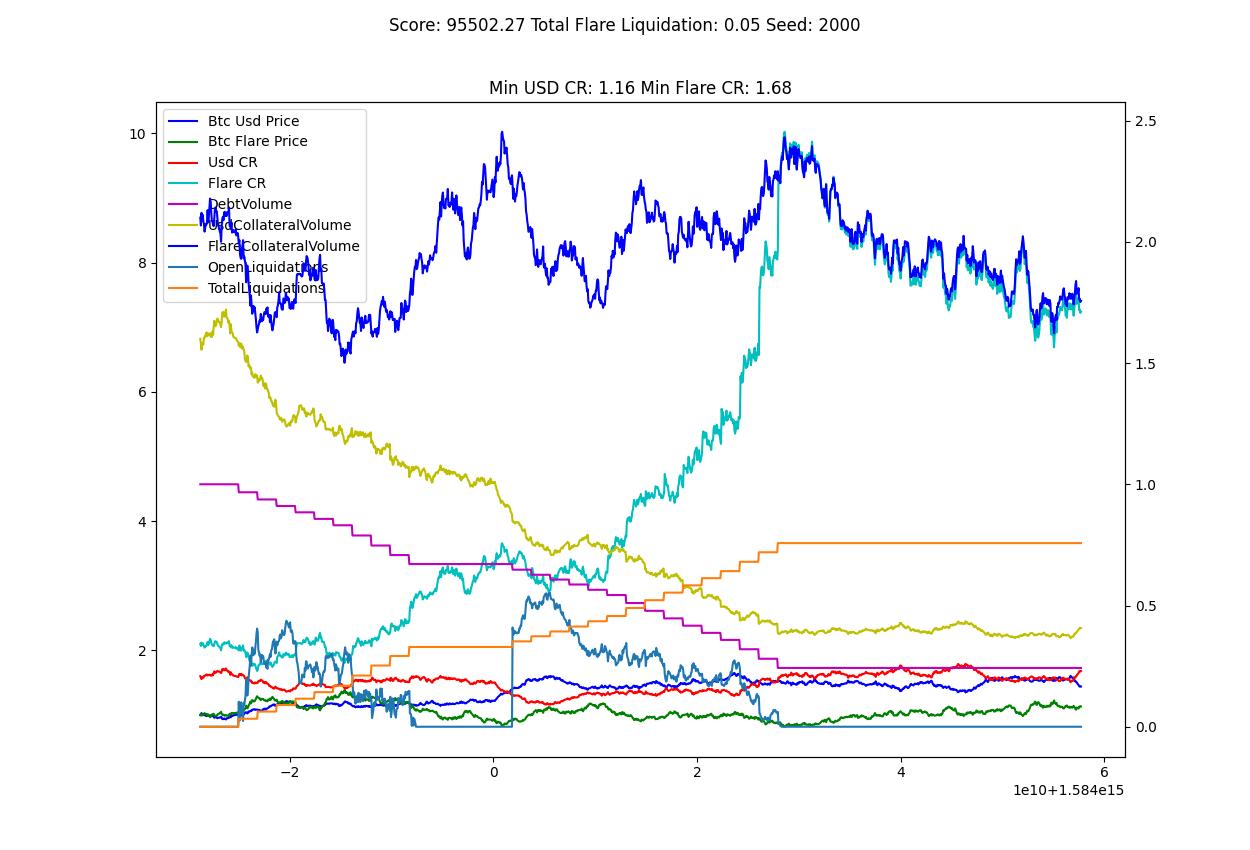 Score: 95502.27 Total Flare Liquidation: 0.05 Seed: 2000
Min USD CR: 1.16 Min Flare CR: 1.68
Btc Usd Price
Btc Flare Price
Usd CR
Flare CR
DebtVolume
UsdCollateralVolume
FlareCollateralVolume
OpenLiquidations
TotalLiquidations
10
8
6
4
2
2.5
2.0
1.5
1.0
0.5
0.0
−2
0
2
4
6
1e10+1.584e15